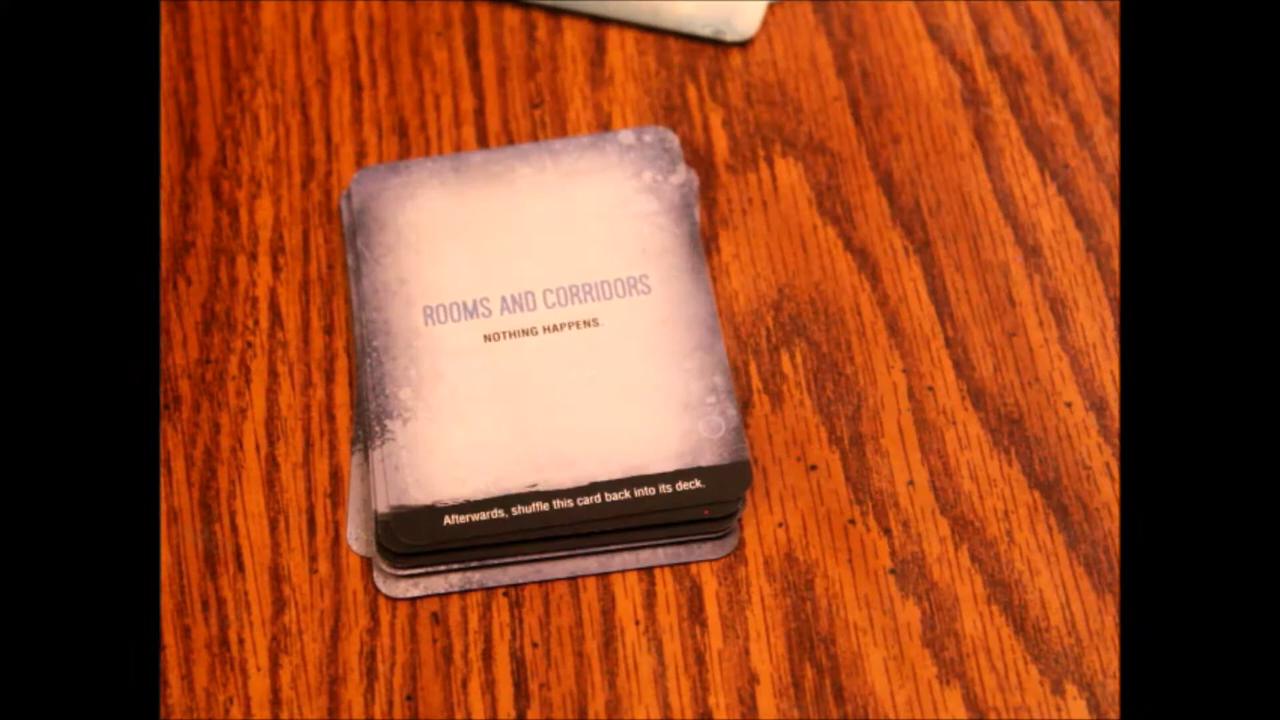 ROOMS AND CORRIDORS
NOTHING HAPPENS.
Afterwards, shuffle this card back into its deck.